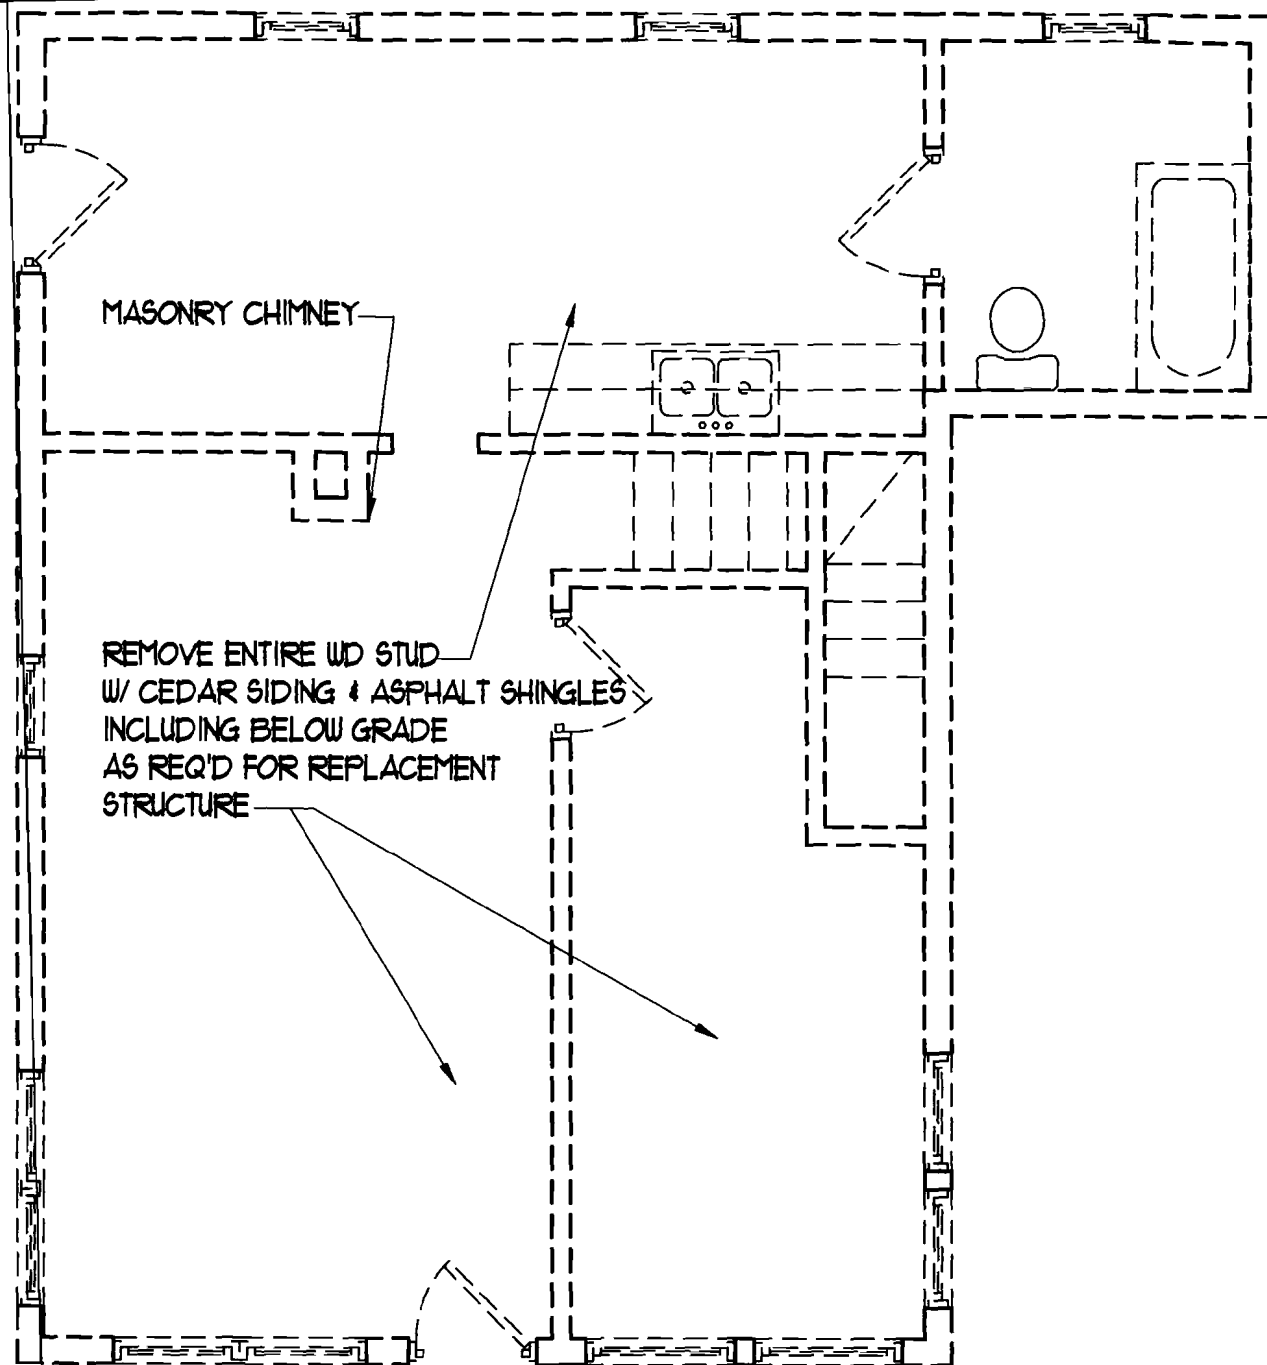 MASONRY CHIMNEY
REMOVE ENTIRE WD STUD
W/ CEDAR SIDING & ASPHALT SHINGLES
INCLUDING BELOW GRADE
AS REQ'D FOR REPLACEMENT
STRUCTURE